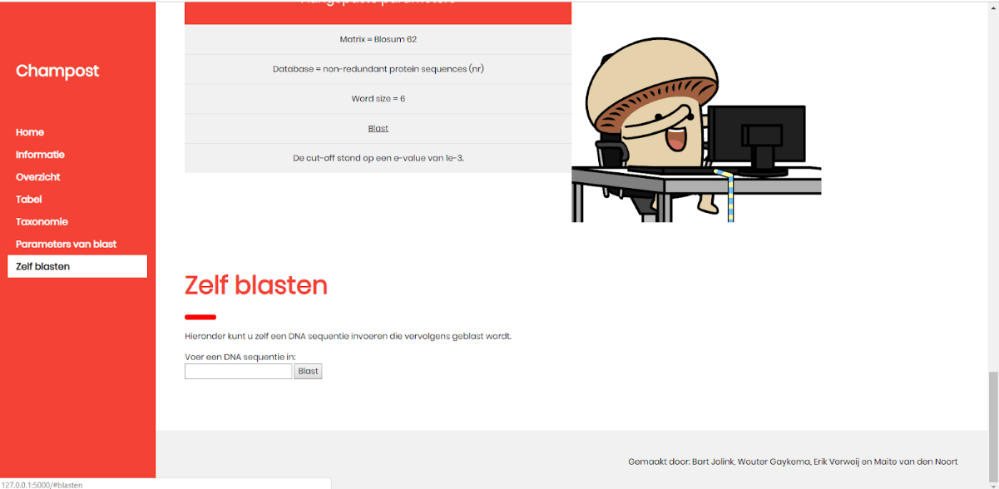 Champost
Home
Informatie
Overzicht
Tabel
Taxonomie
Parameters van blast
Zelf blasten
Aangepaste parameters
Matrix = Blosum 62
Database = non-redundant protein sequences (nr)
Word size = 6
Blast
De cut-off stond op een e-value van 1e-3.
Zelf blasten
Hieronder kunt u zelf een DNA sequentie invoeren die vervolgens geblast wordt.
Voer een DNA sequentie in:
Blast
Gemaakt door: Bart Jolink, Wouter Gaykema, Erik Verweij en Maite van den Noort
127.0.0.1:5000/#blasten